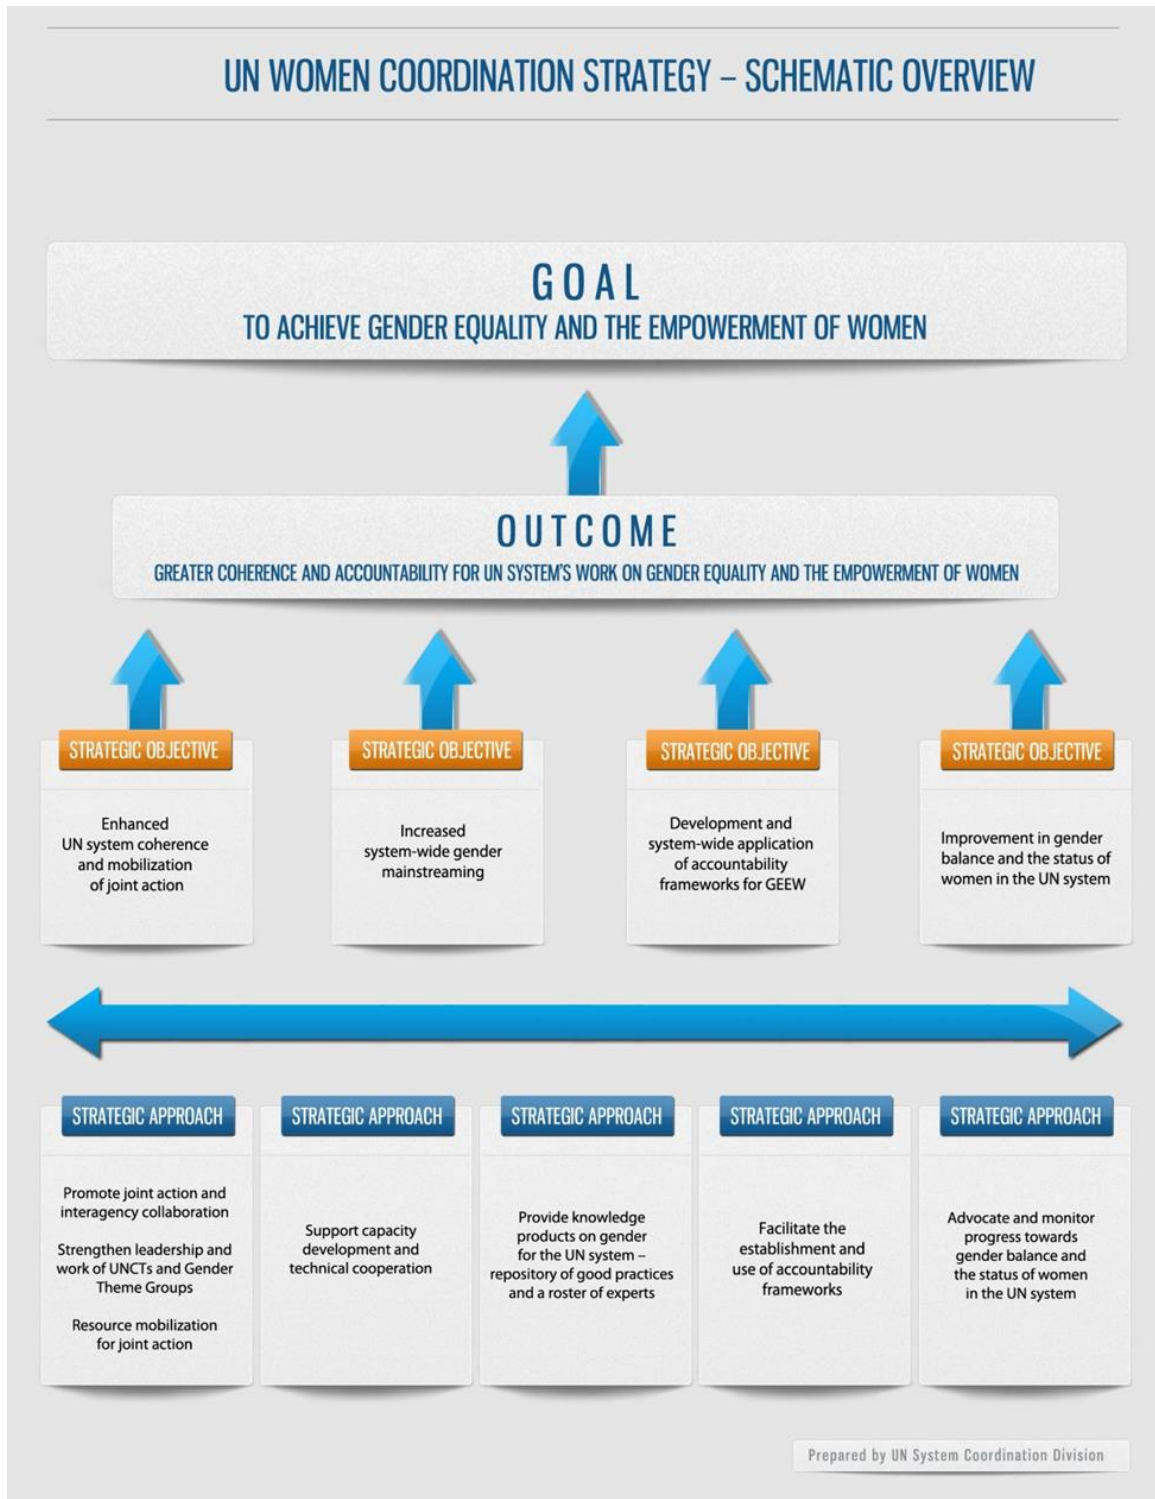 UN WOMEN COORDINATION STRATEGY – SCHEMATIC OVERVIEW
GOAL
TO ACHIEVE GENDER EQUALITY AND THE EMPOWERMENT OF WOMEN
OUTCOME
GREATER COHERENCE AND ACCOUNTABILITY FOR UN SYSTEM'S WORK ON GENDER EQUALITY AND THE EMPOWERMENT OF WOMEN
STRATEGIC OBJECTIVE
Enhanced
UN system coherence
and mobilization
of joint action
STRATEGIC OBJECTIVE
Increased
system-wide gender
mainstreaming
STRATEGIC OBJECTIVE
Development and
system-wide application
of accountability
frameworks for GEEW
STRATEGIC OBJECTIVE
Improvement in gender
balance and the status of
women in the UN system
STRATEGIC APPROACH
Promote joint action and
interagency collaboration
Strengthen leadership and
work of UNCTs and Gender
Theme Groups
Resource mobilization
for joint action
STRATEGIC APPROACH
Support capacity
development and
technical cooperation
STRATEGIC APPROACH
Provide knowledge
products on gender
for the UN system –
repository of good practices
and a roster of experts
STRATEGIC APPROACH
Facilitate the
establishment and
use of accountability
frameworks
STRATEGIC APPROACH
Advocate and monitor
progress towards
gender balance and
the status of women
in the UN system
Prepared by UN System Coordination Division